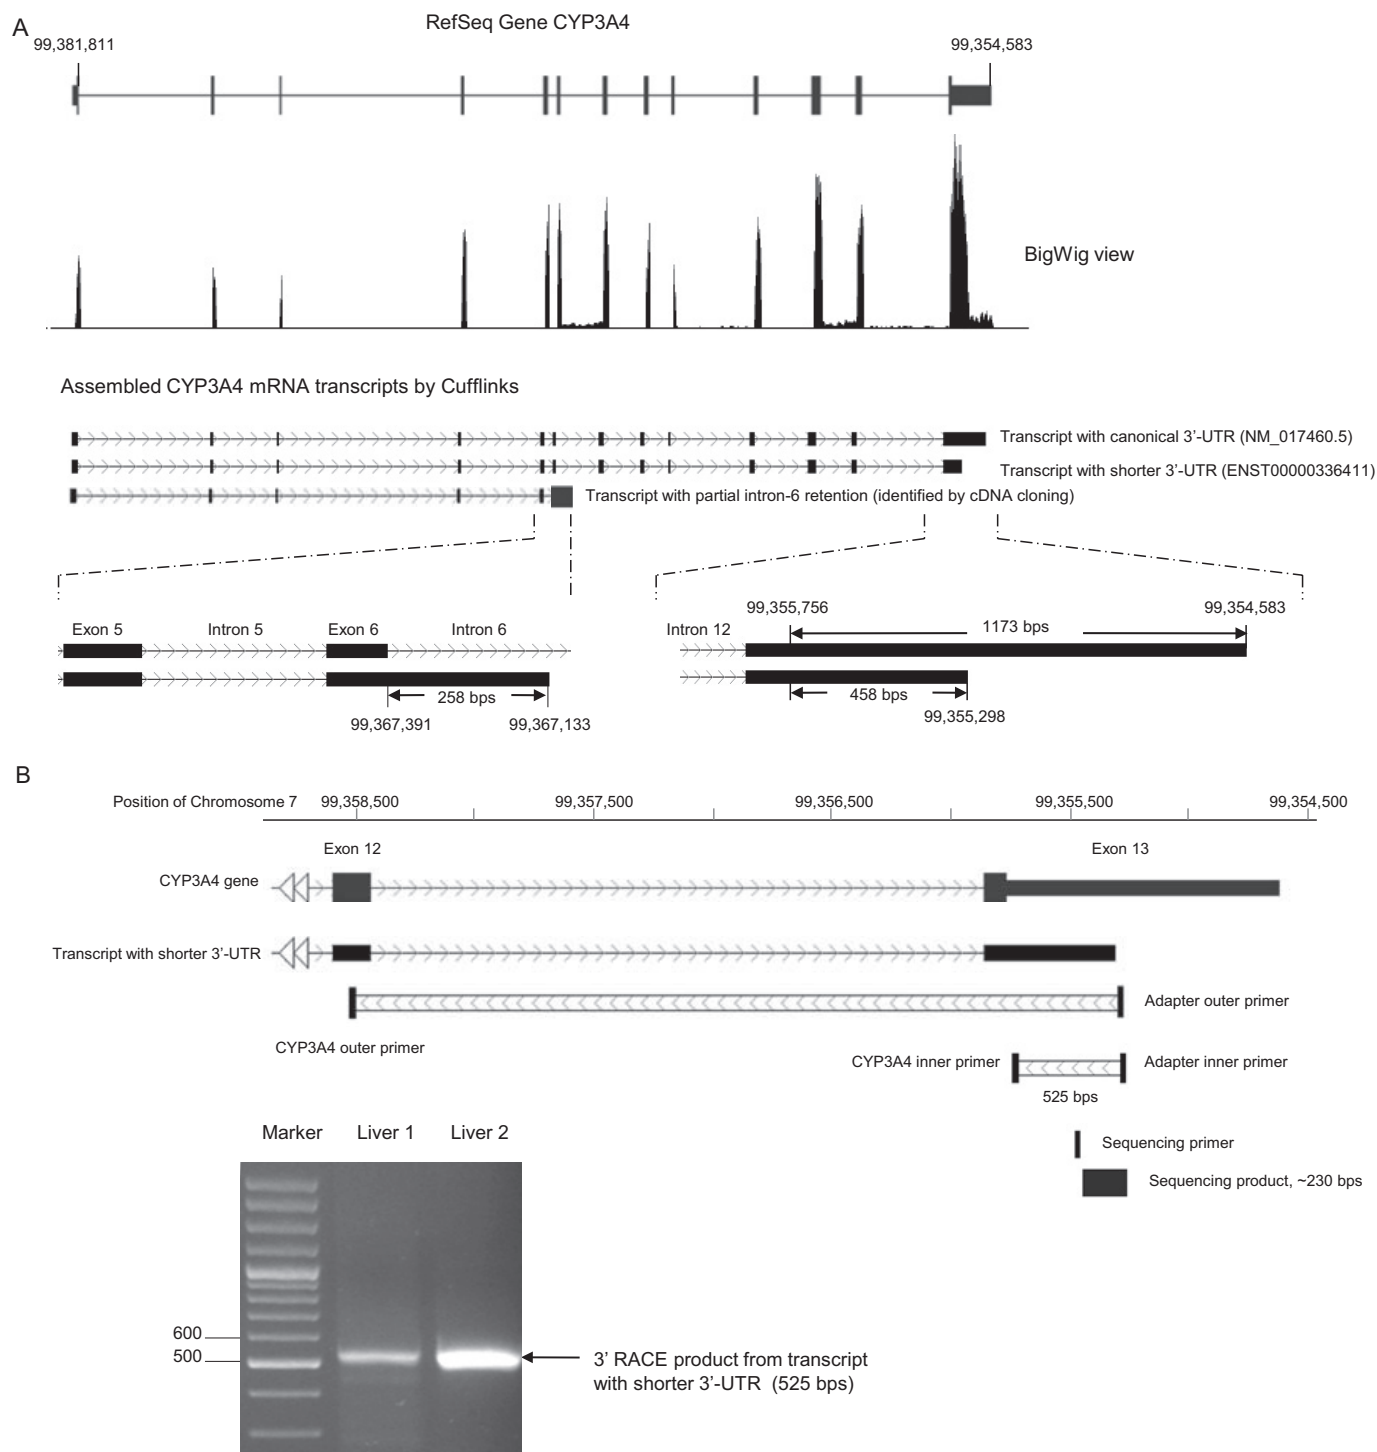 A
RefSeq Gene CYP3A4
99,381,811
99,354,583
BigWig view
Assembled CYP3A4 mRNA transcripts by Cufflinks
Transcript with canonical 3'-UTR (NM_017460.5)
Transcript with shorter 3'-UTR (ENST00000336411)
Transcript with partial intron-6 retention (identified by cDNA cloning)
99,355,756
99,354,583
Exon 5
Intron 5
Exon 6
Intron 6
Intron 12
1173 bps
258 bps
458 bps
99,367,391
99,367,133
99,355,298
B
Position of Chromosome 7
99,358,500
99,357,500
99,356,500
99,355,500
99,354,500
Exon 12
Exon 13
CYP3A4 gene
Transcript with shorter 3'-UTR
Adapter outer primer
CYP3A4 outer primer
CYP3A4 inner primer
Adapter inner primer
525 bps
Marker
Liver 1
Liver 2
Sequencing primer
Sequencing product, ~230 bps
600
500
3' RACE product from transcript
with shorter 3'-UTR (525 bps)